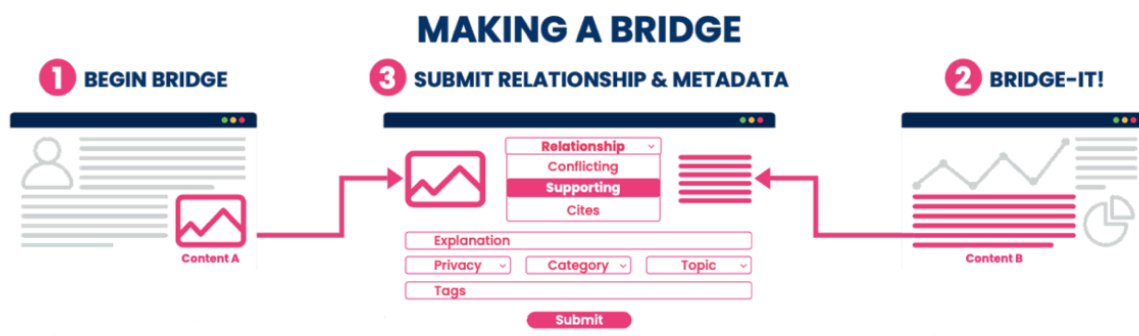 MAKING A BRIDGE
1 BEGIN BRIDGE
3 SUBMIT RELATIONSHIP & METADATA
2 BRIDGE-IT!
Relationship
Conflicting
Supporting
Cites
Content A
Explanation
Privacy
Category
Topic
Tags
Submit
Content B